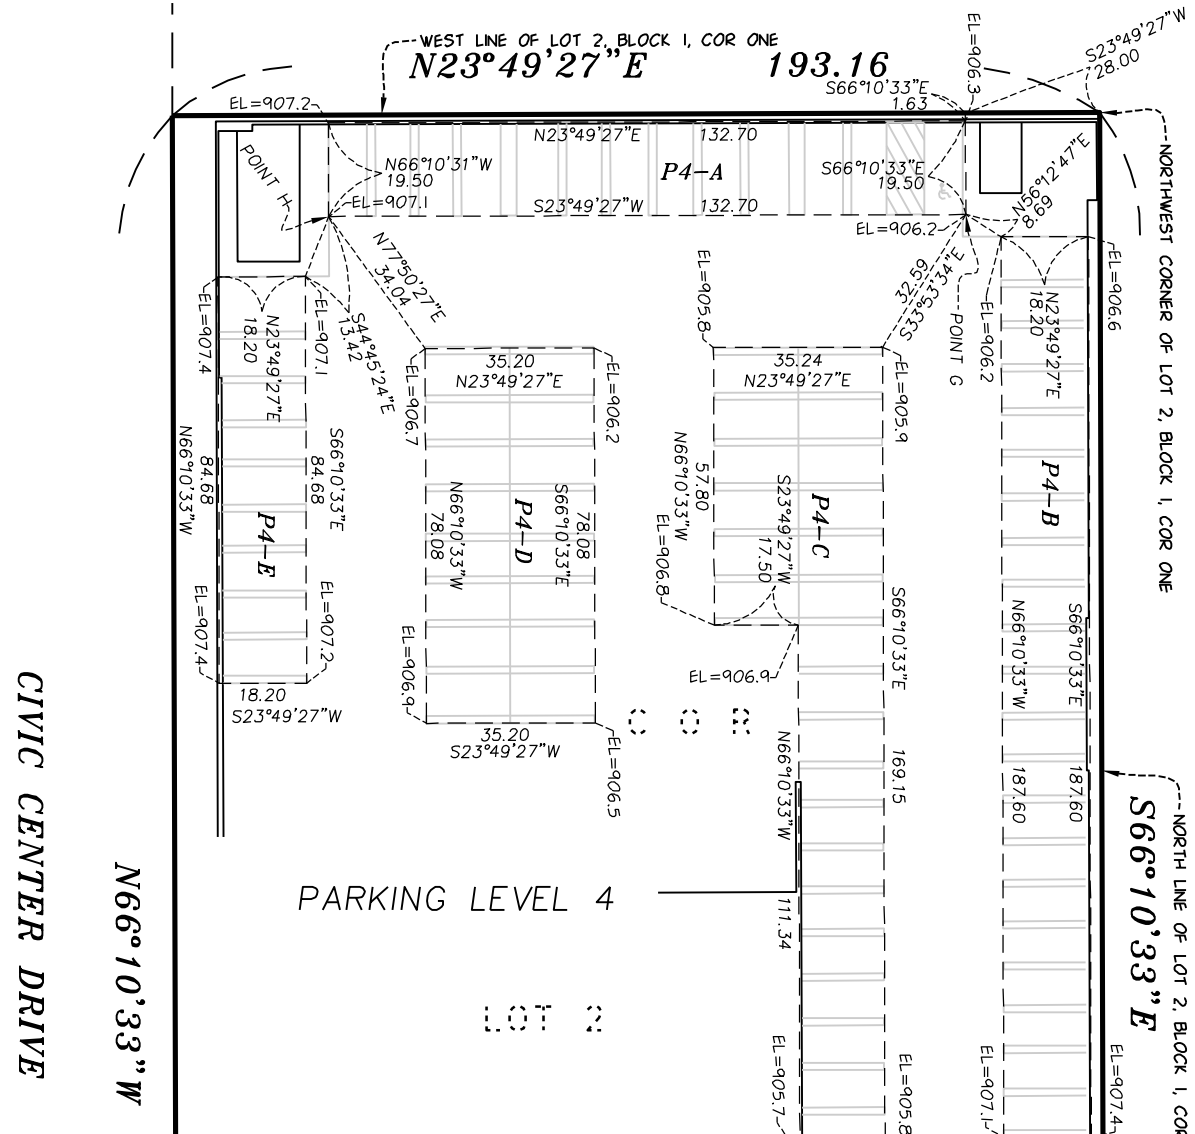 WEST LINE OF LOT 2, BLOCK 1, COR ONE
N23°49'27"E 193.16
EL=906.3
S23°49'27"W
28.00
S66°10'33"E
1.63
EL=907.2
N23°49'27"E 132.70
P4-A
S23°49'27"W 132.70
N66°10'31"W
19.50
EL=907.1
POINT H
S66°10'33"E
19.50
EL=906.2
N56°12'47"E
8.69
NORTHWEST CORNER OF LOT 2, BLOCK 1, COR ONE
EL=906.6
N77°50'27"E
34.04
S44°45'24"E
13.42
EL=907.4
N23°49'27"E
18.20
EL=907.1
EL=905.8
32.59
S33°53'34"E
POINT G
EL=906.2
N23°49'27"E
18.20
35.20
N23°49'27"E
EL=906.7
EL=906.2
35.24
N23°49'27"E
EL=905.9
N66°10'33"W
84.68
S66°10'33"E
84.68
P4-E
EL=907.4
EL=907.2
18.20
S23°49'27"W
N66°10'33"W
78.08
P4-D
S66°10'33"E
78.08
EL=906.9
35.20
S23°49'27"W
EL=906.5
N66°10'33"W
57.80
EL=906.8
S23°49'27"W
17.50
P4-C
EL=906.9
S66°10'33"E
169.15
N66°10'33"W
111.34
P4-B
N66°10'33"W
187.60
S66°10'33"E
187.60
COR
PARKING LEVEL 4
LOT 2
CIVIC CENTER DRIVE
N66°10'33"W
S66°10'33"E
NORTH LINE OF LOT 2, BLOCK 1, COR
EL=905.7
EL=905.8
EL=907.1
EL=907.4